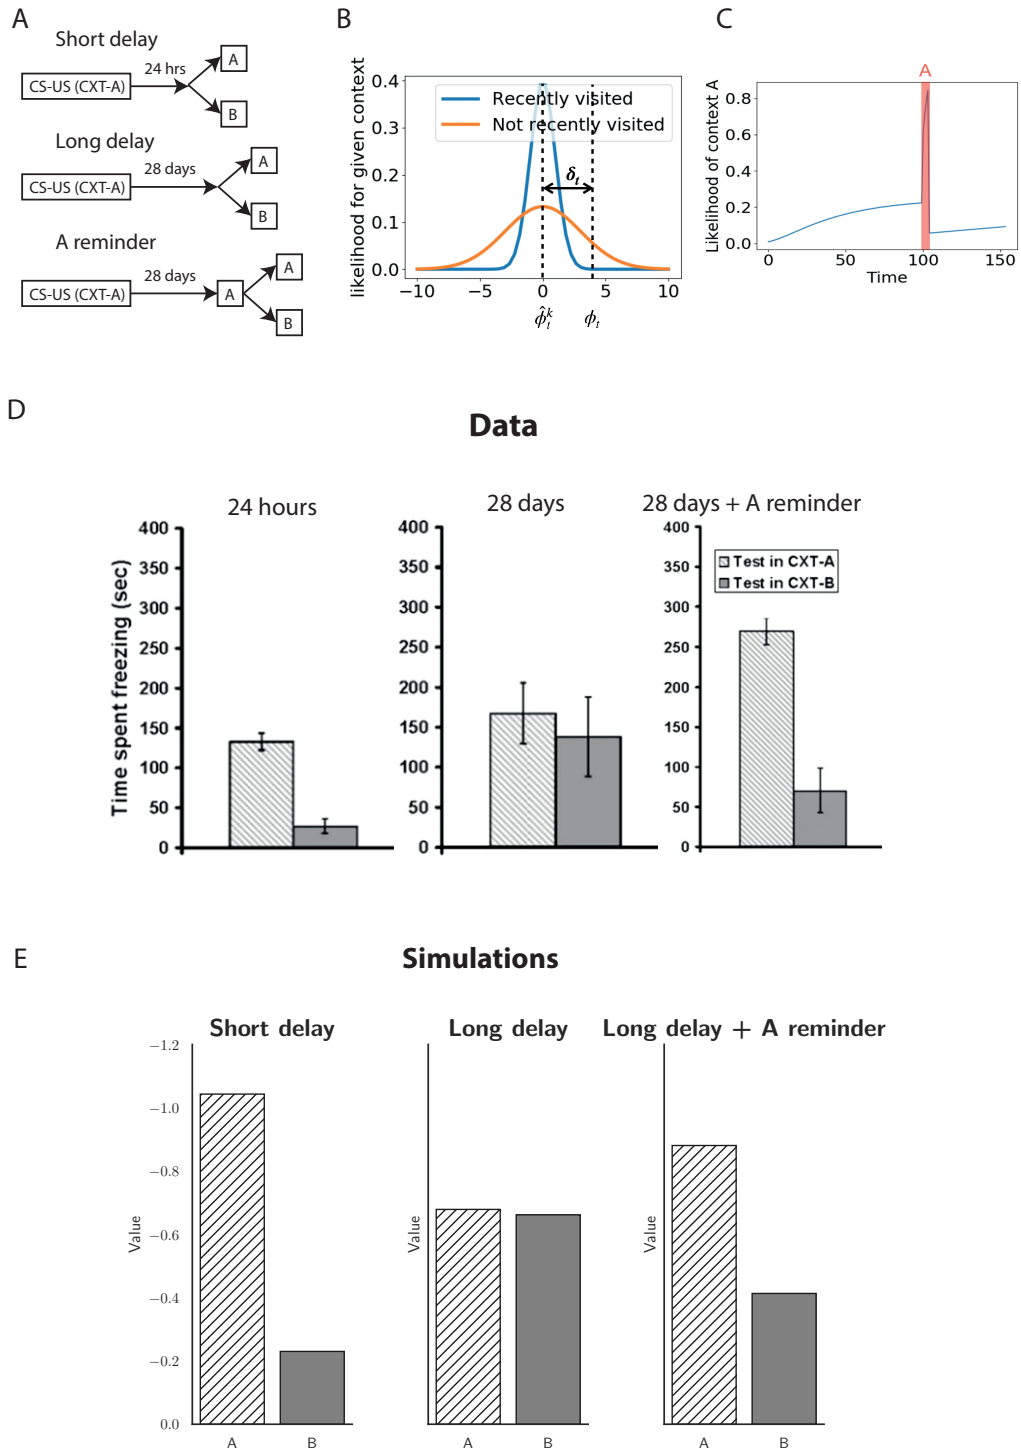 A
Short delay
CS-US (CXT-A)
24 hrs
A
B
Long delay
CS-US (CXT-A)
28 days
A
B
A reminder
CS-US (CXT-A)
28 days
A
A
B
B
likelihood for given context
0.4
0.3
0.2
0.1
0.0
Recently visited
Not recently visited
δₜ
−10
−5
0
5
10
φ̂ₜᵏ
ϕₜ
C
A
Likelihood of context A
0.8
0.6
0.4
0.2
0.0
0
50
100
150
Time
D
Data
24 hours
28 days
28 days + A reminder
Time spent freezing (sec)
400
350
300
250
200
150
100
50
0
400
350
300
250
200
150
100
50
0
400
350
300
250
200
150
100
50
0
Test in CXT-A
Test in CXT-B
E
Simulations
Short delay
Long delay
Long delay + A reminder
Value
−1.2
−1.0
−0.8
−0.6
−0.4
−0.2
0.0
A
B
Value
A
B
Value
A
B